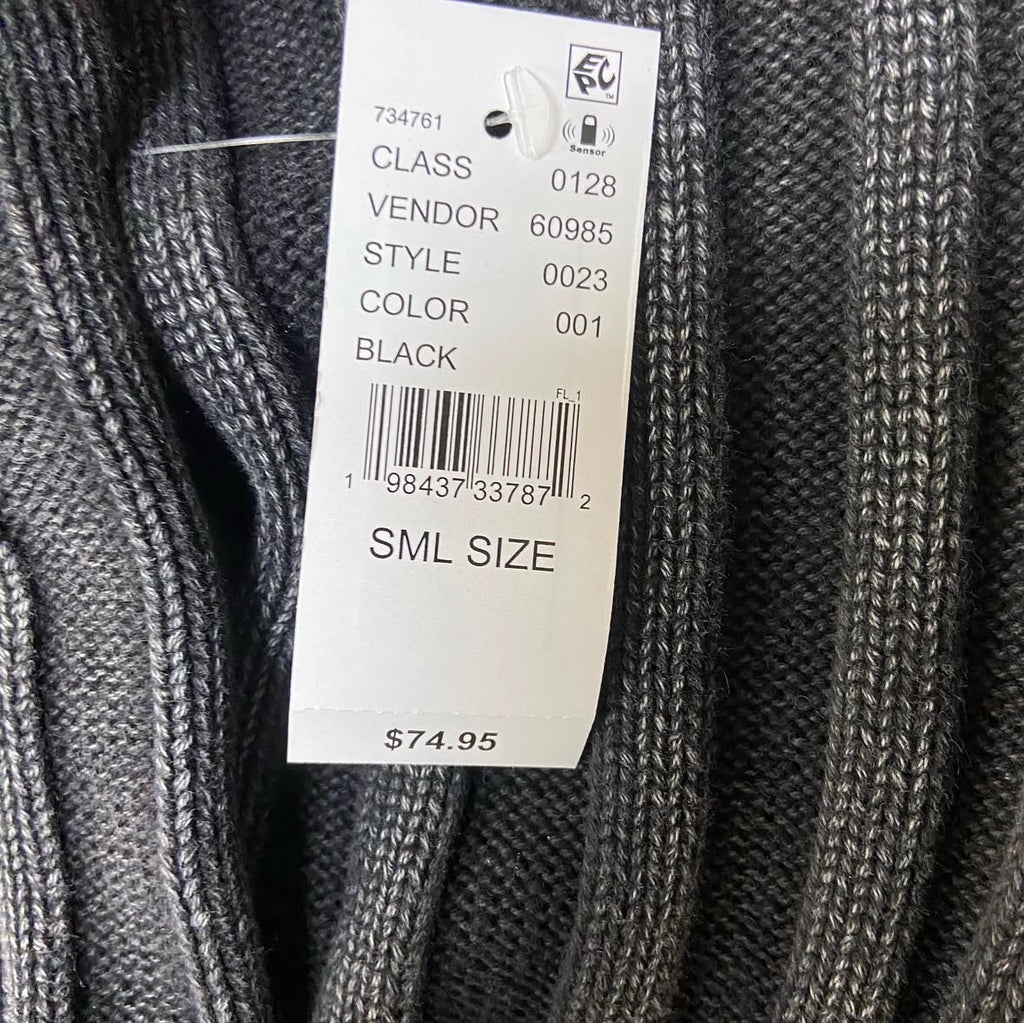 EPC™
Sensor
734761
CLASS 0128
VENDOR 60985
STYLE 0023
COLOR 001
BLACK
FL_1
1 98437 33787 2
SML SIZE
$74.95